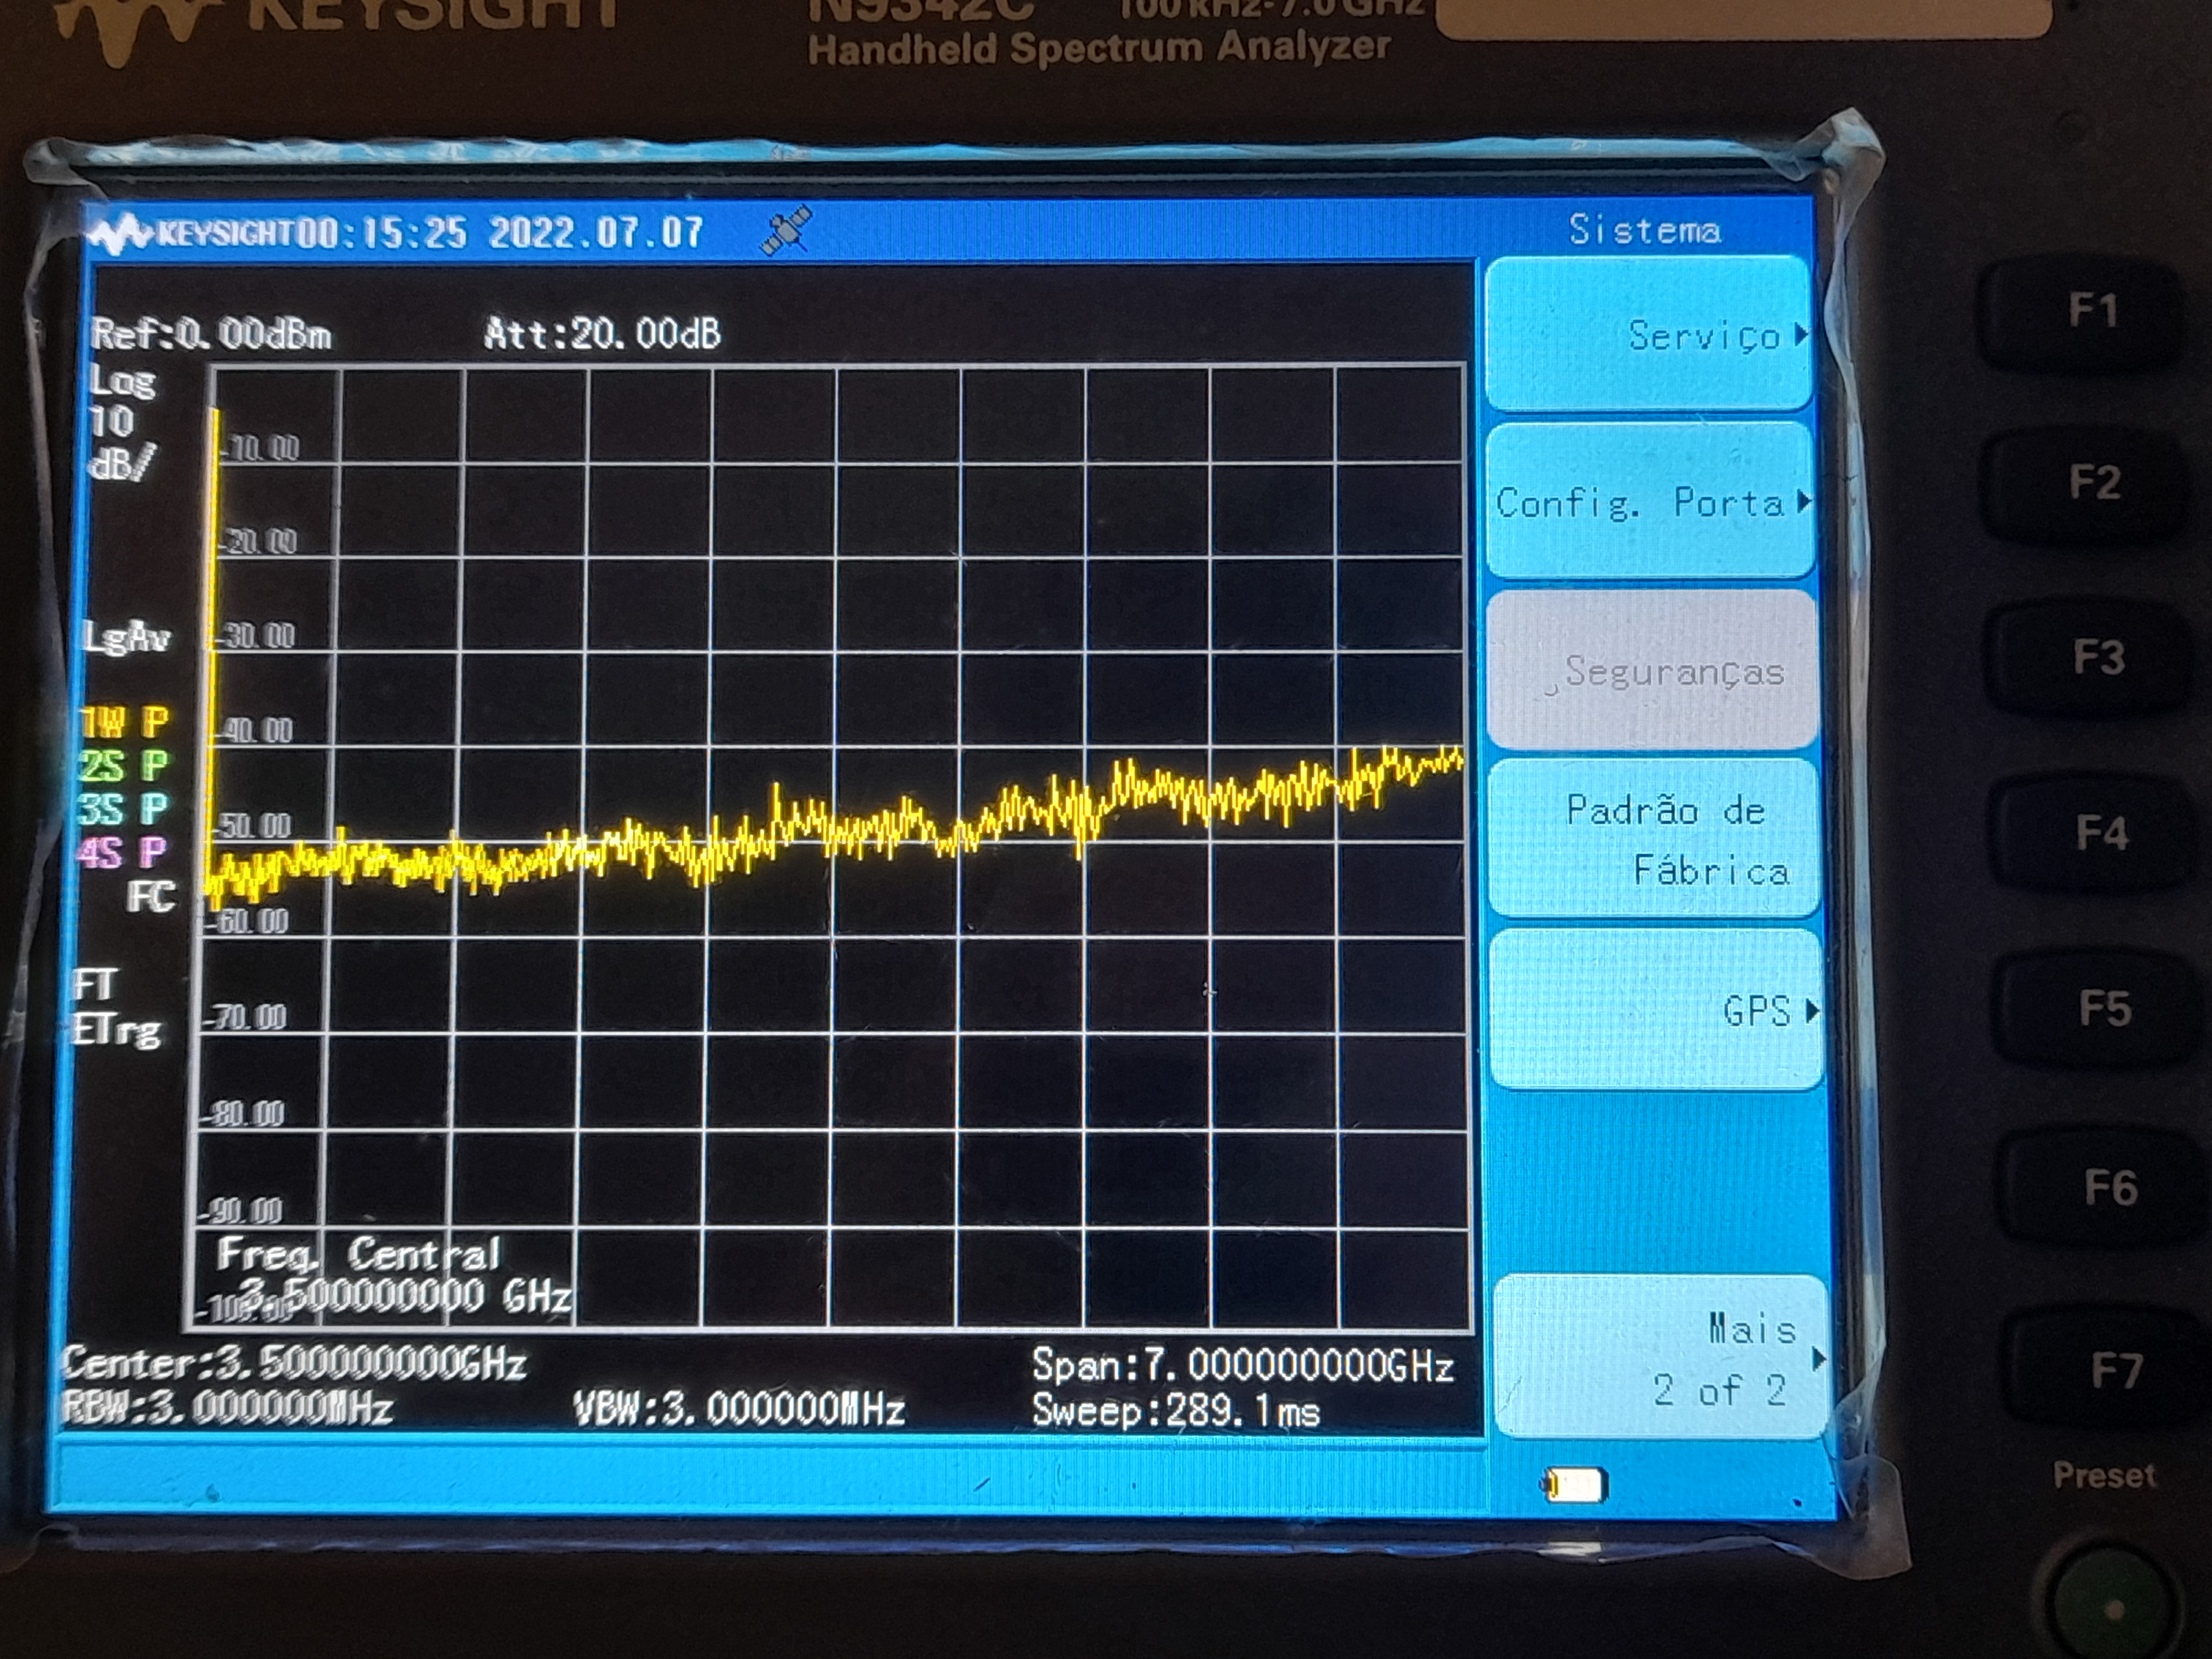 KEYSIGHT N9342C 100 kHz-7.0 GHz
Handheld Spectrum Analyzer
KEYSIGHT 00:15:25 2022.07.07
Sistema
Ref:0.00dBm Att:20.00dB
Log
10
dB/
LgAv
1W P
2S P
3S P
4S P
FC
FT
ETrg
-10.00
-20.00
-30.00
-40.00
-50.00
-60.00
-70.00
-80.00
-90.00
Freq. Central
3.500000000 GHz
Center:3.500000000GHz Span:7.000000000GHz
RBW:3.000000MHz VBW:3.000000MHz Sweep:289.1ms
Serviço
Config. Porta
Seguranças
Padrão de
Fábrica
GPS
Mais
2 of 2
F1
F2
F3
F4
F5
F6
F7
Preset